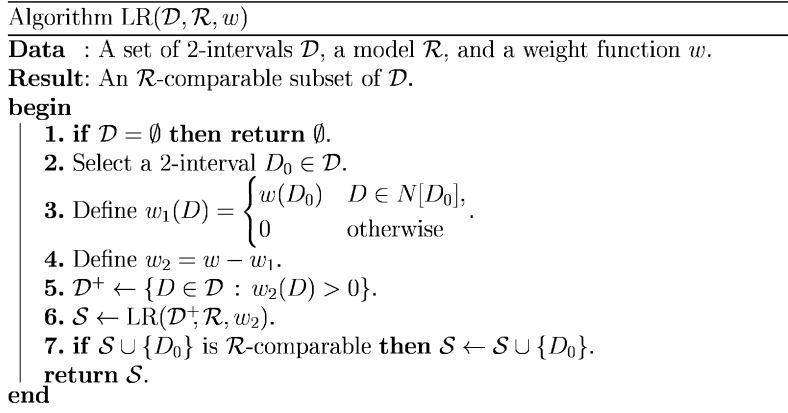 Algorithm LR(𝒟, ℛ, w)
Data : A set of 2-intervals 𝒟, a model ℛ, and a weight function w.
Result: An ℛ-comparable subset of 𝒟.
begin
1. if 𝒟 = ∅ then return ∅.
2. Select a 2-interval D₀ ∈ 𝒟.
3. Define w₁(D) = { w(D₀) D ∈ N[D₀],
0 otherwise .
4. Define w₂ = w − w₁.
5. 𝒟⁺ ← {D ∈ 𝒟 : w₂(D) > 0}.
6. 𝒮 ← LR(𝒟⁺, ℛ, w₂).
7. if 𝒮 ∪ {D₀} is ℛ-comparable then 𝒮 ← 𝒮 ∪ {D₀}.
return 𝒮.
end